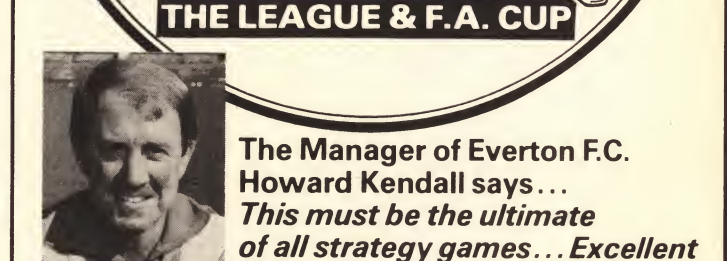 THE LEAGUE & F.A. CUP
The Manager of Everton F.C.
Howard Kendall says...
This must be the ultimate
of all strategy games... Excellent